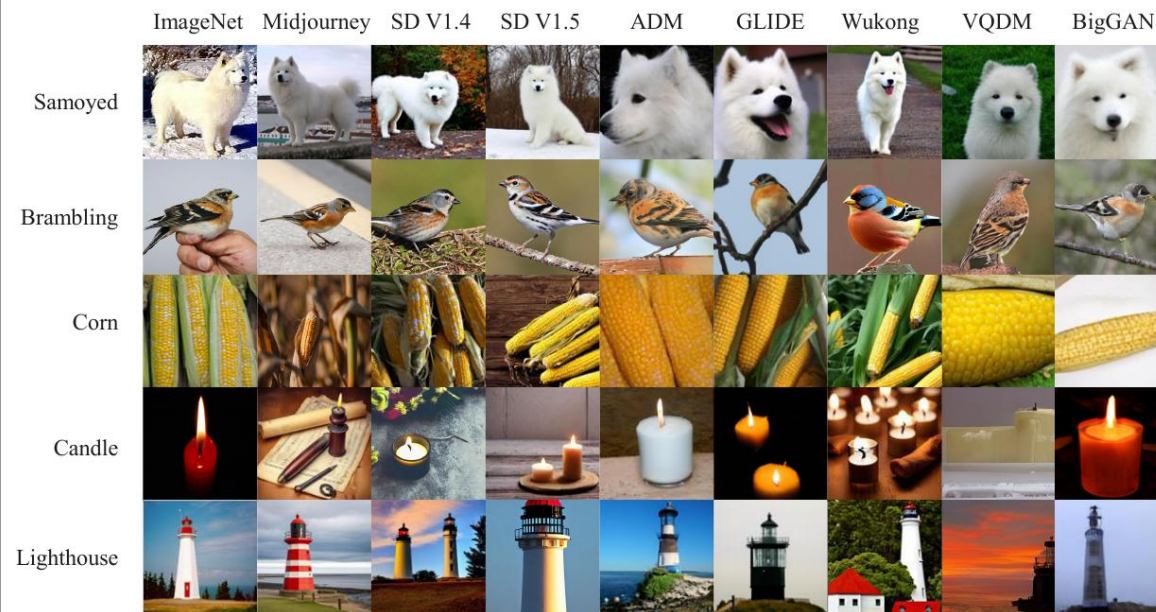 ImageNet Midjourney SD V1.4 SD V1.5 ADM GLIDE Wukong VQDM BigGAN
Samoyed
Brambling
Corn
Candle
Lighthouse